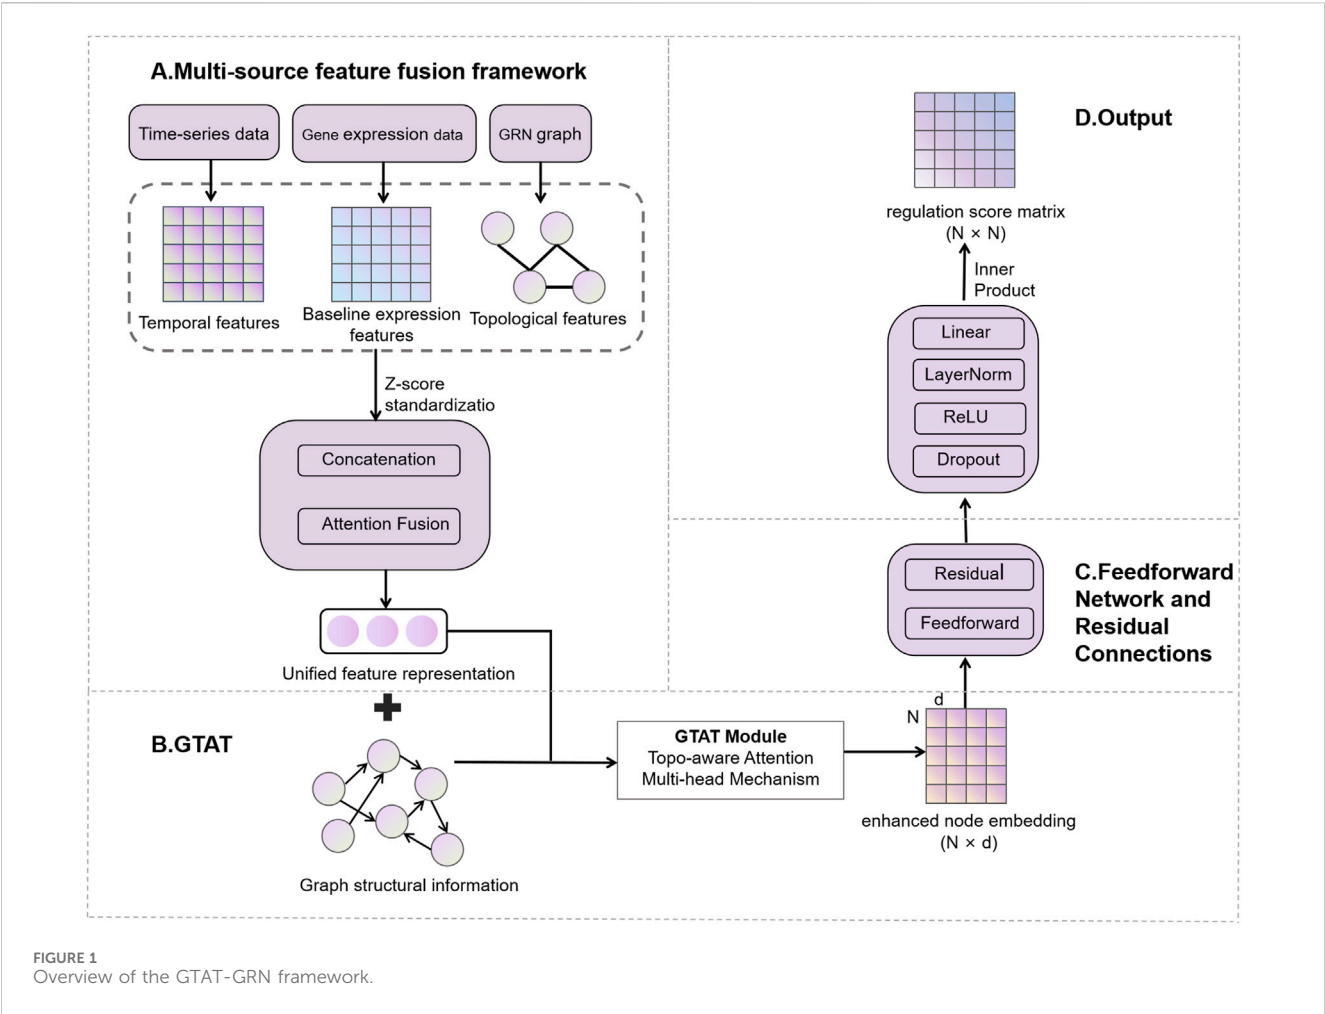 A.Multi-source feature fusion framework
Time-series data
Gene expression data
GRN graph
Temporal features
Baseline expression
features
Topological features
Z-score
standardizatio
Concatenation
Attention Fusion
Unified feature representation
B.GTAT
Graph structural information
GTAT Module
Topo-aware Attention
Multi-head Mechanism
d
N
enhanced node embedding
(N × d)
C.Feedforward
Network and
Residual
Connections
Residual
Feedforward
D.Output
Linear
LayerNorm
ReLU
Dropout
Inner
Product
regulation score matrix
(N × N)
FIGURE 1
Overview of the GTAT-GRN framework.